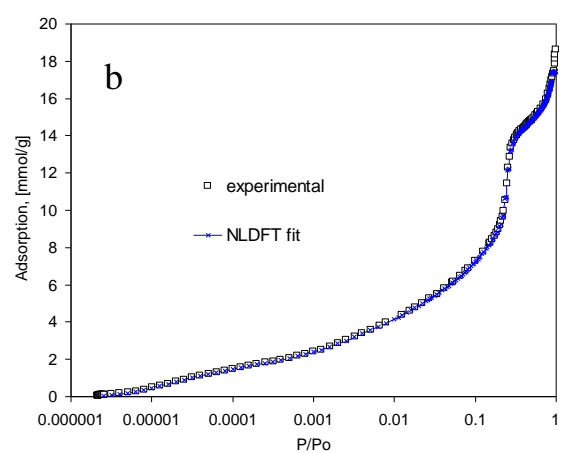 20
18
16
14
12
10
8
6
4
2
0
Adsorption, [mmol/g]
b
experimental
NLDFT fit
0.000001 0.00001 0.0001 0.001 0.01 0.1 1
P/Po